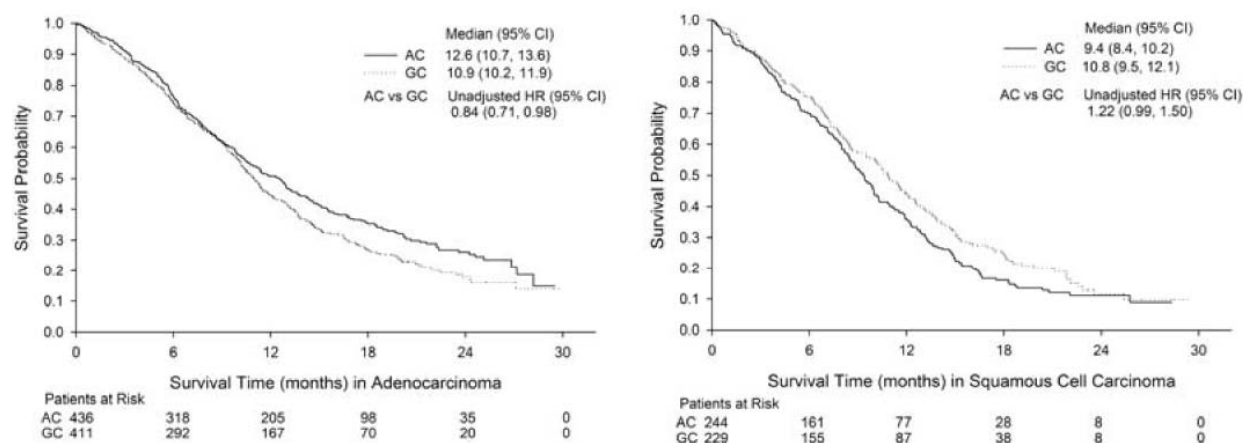 Median (95% CI)
AC 12.6 (10.7, 13.6)
GC 10.9 (10.2, 11.9)
AC vs GC Unadjusted HR (95% CI)
0.84 (0.71, 0.98)
Survival Probability
1.0
0.9
0.8
0.7
0.6
0.5
0.4
0.3
0.2
0.1
0.0
0 6 12 18 24 30
Survival Time (months) in Adenocarcinoma
Patients at Risk
AC 436 318 205 98 35 0
GC 411 292 167 70 20 0
Median (95% CI)
AC 9.4 (8.4, 10.2)
GC 10.8 (9.5, 12.1)
AC vs GC Unadjusted HR (95% CI)
1.22 (0.99, 1.50)
Survival Probability
1.0
0.9
0.8
0.7
0.6
0.5
0.4
0.3
0.2
0.1
0.0
0 6 12 18 24 30
Survival Time (months) in Squamous Cell Carcinoma
Patients at Risk
AC 244 161 77 28 8 0
GC 229 155 87 38 8 0